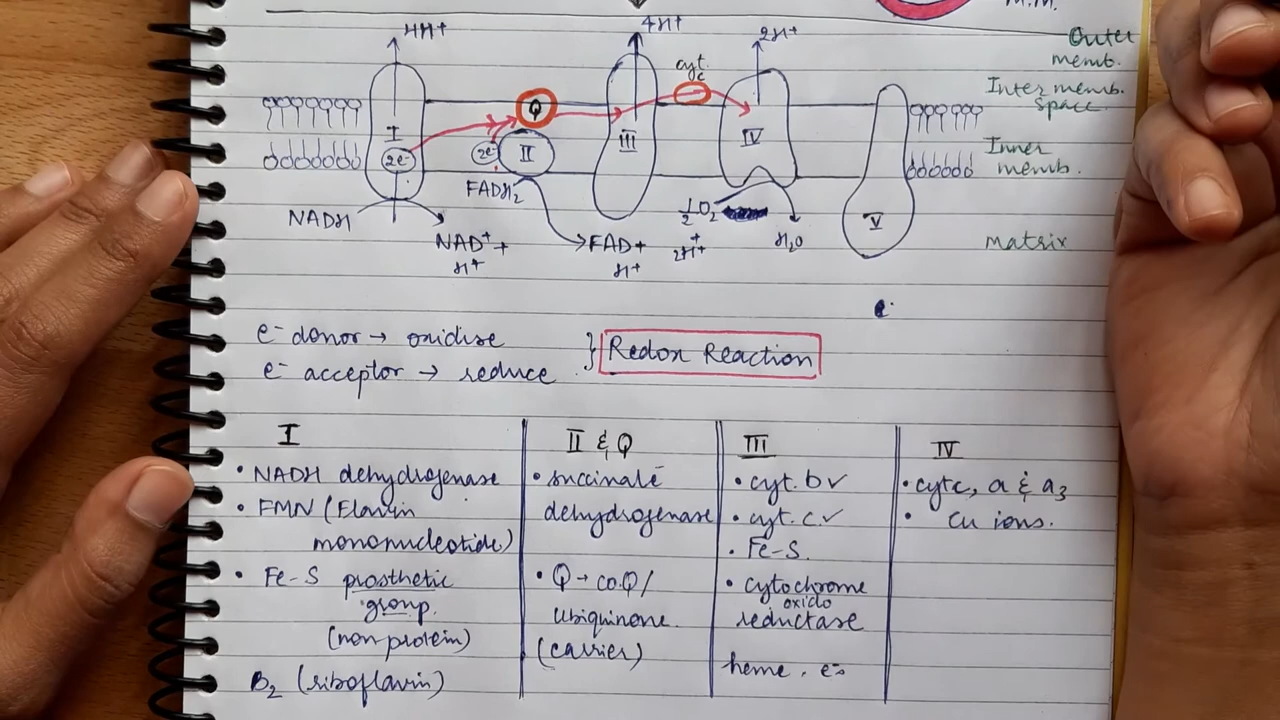 M.M.
4H+ 4H+ 2H+
Outer
memb.
cyt.
c
Inter memb.
space
Q
I II III IV V
2e- 2e-
Inner
memb.
FADH2
NADH
NAD+ +
H+
FAD+
H+
1/2O2
+
2H+
H2O
matrix
e-
e- donor → oxidise
e- acceptor → reduce
} Redox Reaction
I
• NADH dehydrogenase
• FMN (Flavin
mononucleotide)
• Fe-S prosthetic
group.
(non protein)
B2 (riboflavin)
II & Q
• succinate
dehydrogenase
• Q → CO.Q/
Ubiquinone.
(carrier)
III
• cyt. b ✓
• cyt. c. ✓
• Fe-S.
• cytochrome
oxido
reductase
heme. e-
IV
• cyt c, a & a3
• Cu ions.